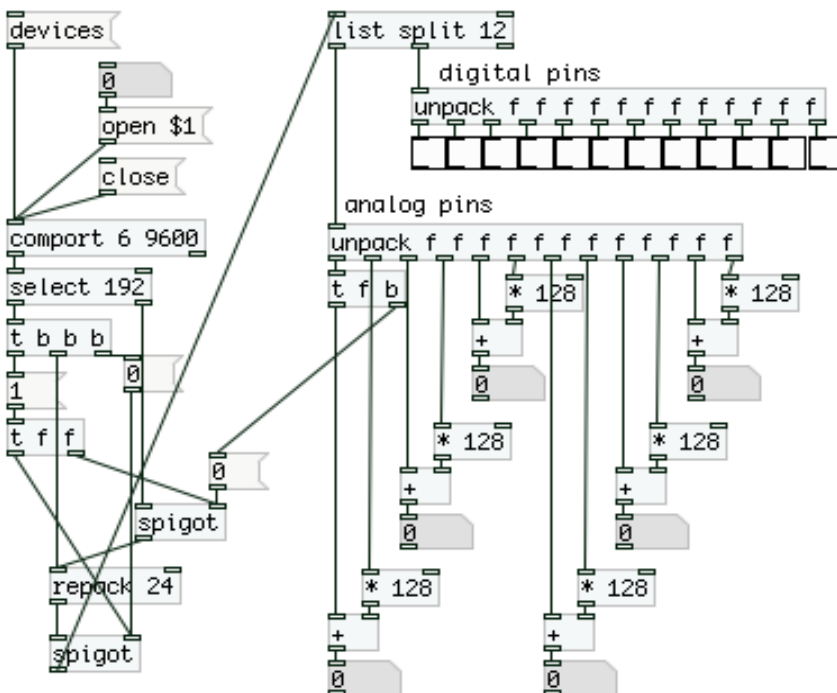 devices
list split 12
0
digital pins
open $1
unpack f f f f f f f f f f f f
close
analog pins
comport 6 9600
unpack f f f f f f f f f f f f
select 192
t f b
* 128
* 128
t b b b
+
+
0
0
0
1
t f f
* 128
* 128
0
+
+
spigot
0
0
repack 24
* 128
* 128
+
+
spigot
0
0